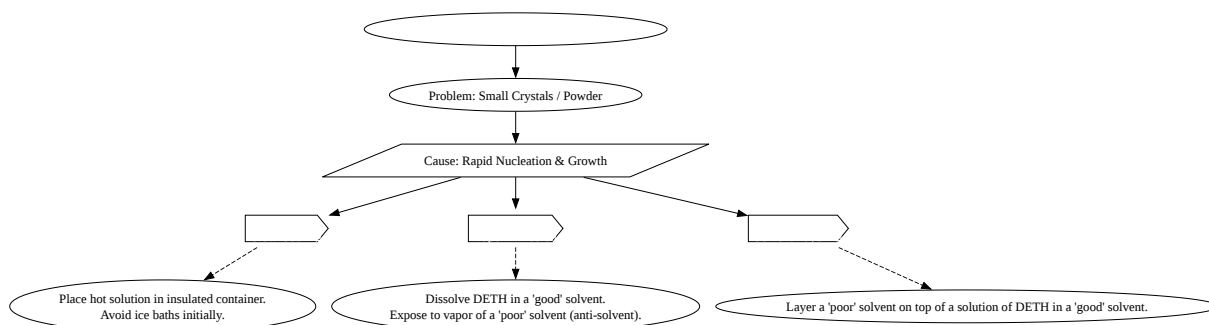 Problem: Small Crystals / Powder
Cause: Rapid Nucleation & Growth
Place hot solution in insulated container.
Avoid ice baths initially.
Dissolve DETH in a 'good' solvent.
Expose to vapor of a 'poor' solvent (anti-solvent).
Layer a 'poor' solvent on top of a solution of DETH in a 'good' solvent.